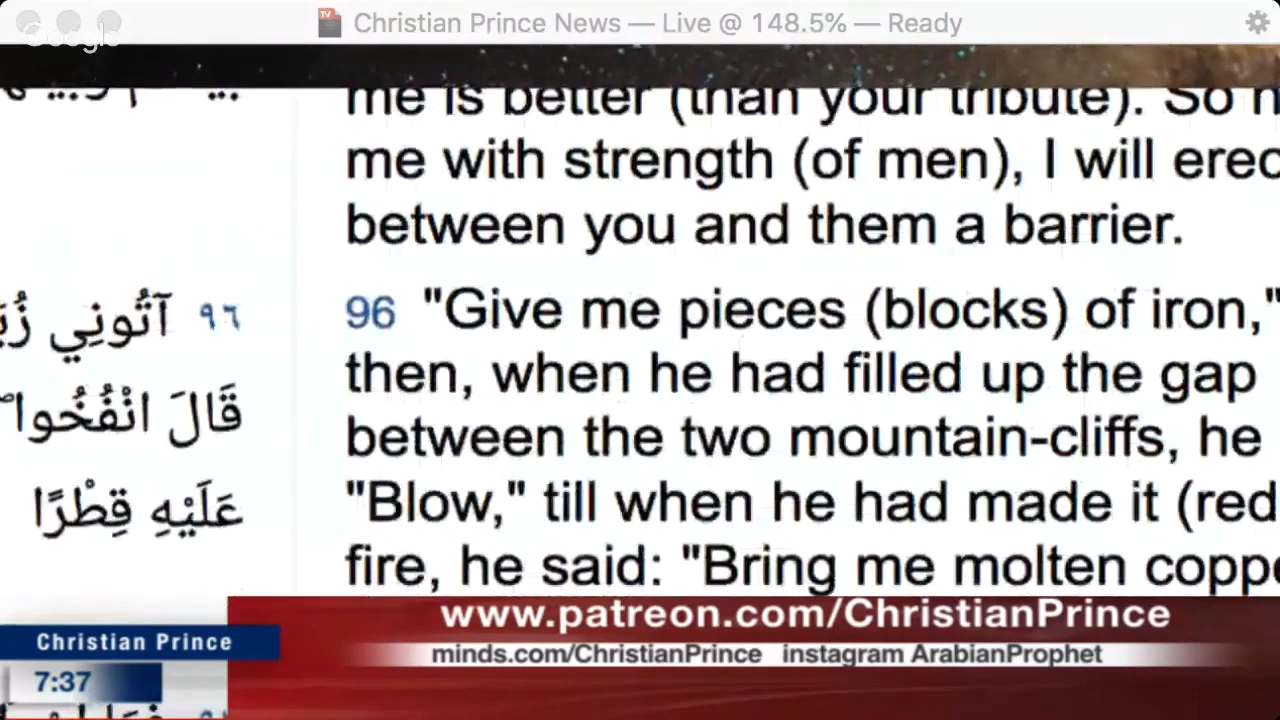 Christian Prince News — Live @ 148.5% — Ready
Google
me is better (than your tribute). So
me with strength (of men), I will erec
between you and them a barrier.
٩٦ آتُونِي
قَالَ انْفُخُوا
عَلَيْهِ قِطْرًا
96 "Give me pieces (blocks) of iron,"
then, when he had filled up the gap
between the two mountain-cliffs, he
"Blow," till when he had made it (red
fire, he said: "Bring me molten copp
www.patreon.com/ChristianPrince
minds.com/ChristianPrince instagram ArabianProphet
Christian Prince
7:37